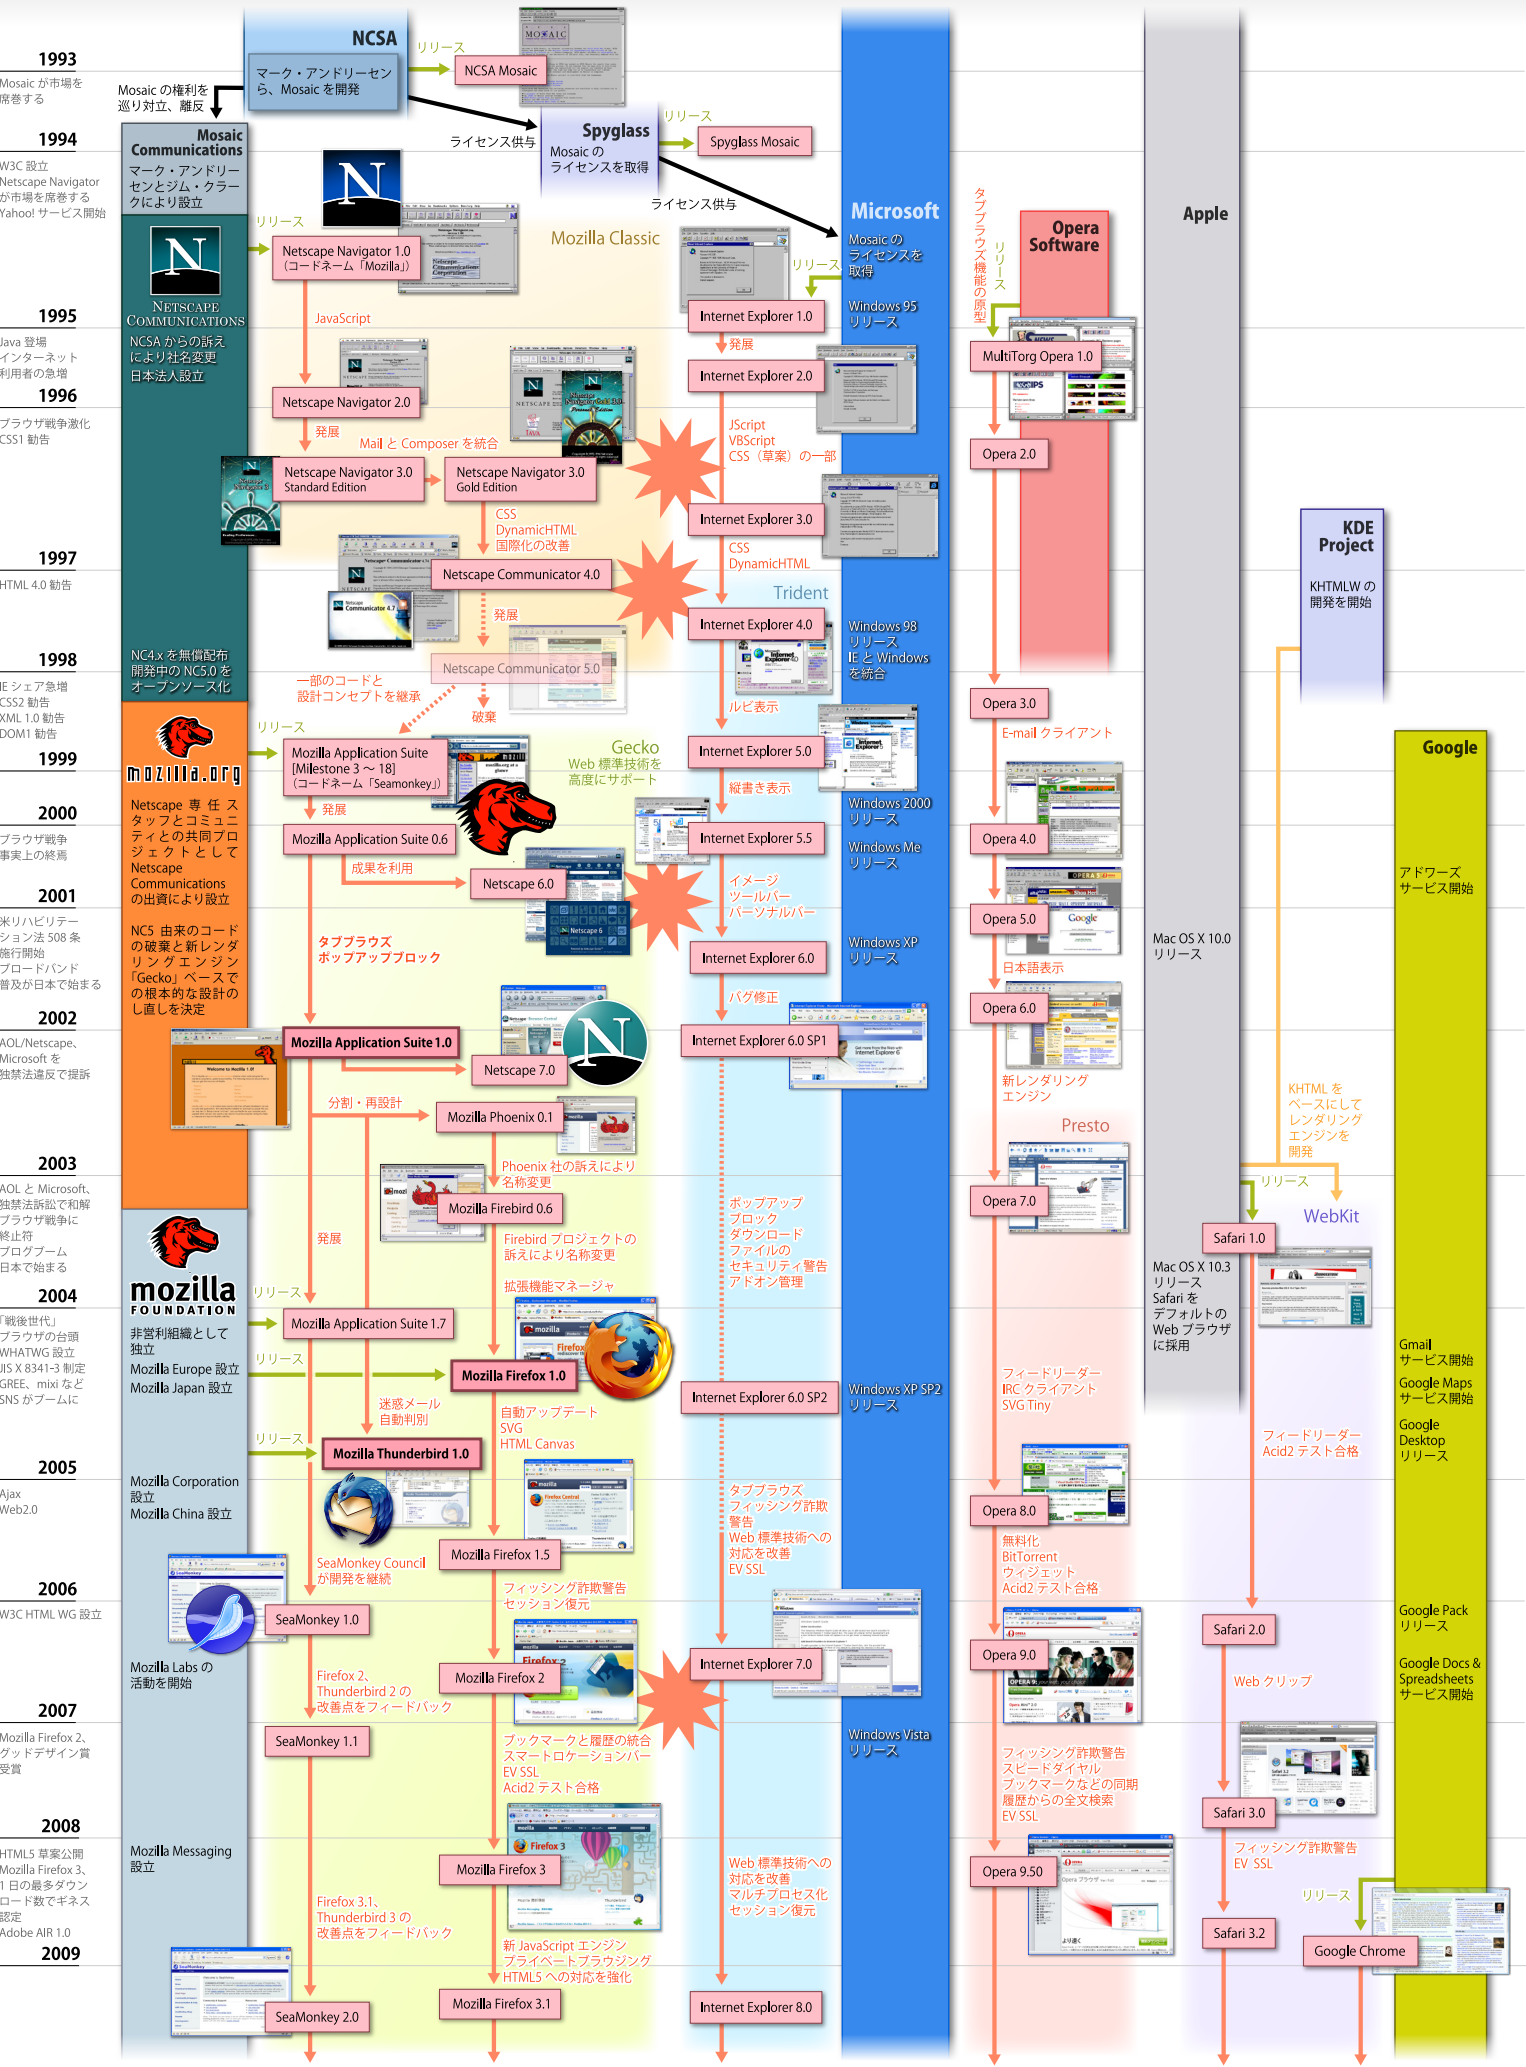 1993
Mosaic が市場を
席巻する
1994
W3C 設立
Netscape Navigator
が市場を席巻する
Yahoo! サービス開始
1995
Java 登場
インターネット
利用者の急増
1996
ブラウザ戦争激化
CSS1 勧告
1997
HTML 4.0 勧告
1998
IE シェア急増
CSS2 勧告
XML 1.0 勧告
DOM1 勧告
1999
2000
ブラウザ戦争
事実上の終焉
2001
米リハビリテー
ション法 508 条
施行開始
ブロードバンド
普及が日本で始まる
2002
AOL/Netscape、
Microsoft を
独禁法違反で提訴
2003
AOL と Microsoft、
独禁法訴訟で和解
ブラウザ戦争に
終止符
ブログブーム
日本で始まる
2004
「戦後世代」
ブラウザの台頭
WHATWG 設立
JIS X 8341-3 制定
GREE、mixi など
SNS がブームに
2005
Ajax
Web2.0
2006
W3C HTML WG 設立
2007
Mozilla Firefox 2、
グッドデザイン賞
受賞
2008
HTML5 草案公開
Mozilla Firefox 3、
1 日の最多ダウン
ロード数でギネス
認定
Adobe AIR 1.0
2009
NCSA
マーク・アンドリーセン
ら、Mosaic を開発
リリース
NCSA Mosaic
MOSAIC
Mosaic の権利を
巡り対立、離反
ライセンス供与
Spyglass
Mosaic の
ライセンスを取得
リリース
Spyglass Mosaic
ライセンス供与
Mosaic
Communications
マーク・アンドリー
センとジム・クラー
クにより設立
N
NETSCAPE
COMMUNICATIONS
NCSA からの訴え
により社名変更
日本法人設立
NC4.x を無償配布
開発中の NC5.0 を
オープンソース化
mozilla.org
Netscape 専 任 ス
タッフとコミュニ
ティとの共同プロ
ジェクトとして
Netscape
Communications
の出資により設立
NC5 由来のコード
の破棄と新レンダ
リングエンジン
「Gecko」ベースで
の根本的な設計の
し直しを決定
mozilla
FOUNDATION
非営利組織として
独立
Mozilla Europe 設立
Mozilla Japan 設立
Mozilla Corporation
設立
Mozilla China 設立
Mozilla Labs の
活動を開始
Mozilla Messaging
設立
N
リリース
Netscape Navigator 1.0
（コードネーム「Mozilla」）
Mozilla Classic
JavaScript
Netscape Navigator 2.0
発展
Mail と Composer を統合
Netscape Navigator 3.0
Standard Edition
Netscape Navigator 3.0
Gold Edition
CSS
DynamicHTML
国際化の改善
Netscape Communicator 4.0
発展
Netscape Communicator 5.0
一部のコードと
設計コンセプトを継承
破棄
リリース
Mozilla Application Suite
[Milestone 3 ～ 18]
（コードネーム「Seamonkey」）
Gecko
Web 標準技術を
高度にサポート
発展
Mozilla Application Suite 0.6
成果を利用
Netscape 6.0
Netscape 6
タブブラウズ
ポップアップブロック
Mozilla Application Suite 1.0
N
Netscape 7.0
分割・再設計
Mozilla Phoenix 0.1
Phoenix 社の訴えにより
名称変更
Mozilla Firebird 0.6
Firebird プロジェクトの
訴えにより名称変更
発展
拡張機能マネージャ
リリース
Mozilla Application Suite 1.7
リリース
Mozilla Firefox 1.0
迷惑メール
自動判別
自動アップデート
SVG
HTML Canvas
リリース
Mozilla Thunderbird 1.0
SeaMonkey Council
が開発を継続
Mozilla Firefox 1.5
フィッシング詐欺警告
セッション復元
SeaMonkey 1.0
Mozilla Firefox 2
Firefox 2、
Thunderbird 2 の
改善点をフィードバック
SeaMonkey 1.1
ブックマークと履歴の統合
スマートロケーションバー
EV SSL
Acid2 テスト合格
Firefox 3
Mozilla Firefox 3
Firefox 3.1、
Thunderbird 3 の
改善点をフィードバック
新 JavaScript エンジン
プライベートブラウジング
HTML5 への対応を強化
SeaMonkey 2.0
Mozilla Firefox 3.1
Microsoft
Mosaic の
ライセンスを
取得
リリース
Windows 95
リリース
Internet Explorer 1.0
発展
Internet Explorer 2.0
JScript
VBScript
CSS（草案）の一部
Internet Explorer 3.0
CSS
DynamicHTML
Trident
Internet Explorer 4.0
Windows 98
リリース
IE と Windows
を統合
ルビ表示
Internet Explorer 5.0
縦書き表示
Windows 2000
リリース
Internet Explorer 5.5
Windows Me
リリース
イメージ
ツールバー
パーソナルバー
Internet Explorer 6.0
Windows XP
リリース
バグ修正
Internet Explorer 6.0 SP1
ポップアップ
ブロック
ダウンロード
ファイルの
セキュリティ警告
アドオン管理
Internet Explorer 6.0 SP2
Windows XP SP2
リリース
タブブラウズ
フィッシング詐欺
警告
Web 標準技術への
対応を改善
EV SSL
Internet Explorer 7.0
Windows Vista
リリース
Web 標準技術への
対応を改善
マルチプロセス化
セッション復元
Internet Explorer 8.0
Opera
Software
タブブラウズ機能の原型
リリース
MultiTorg Opera 1.0
Opera 2.0
Opera 3.0
E-mail クライアント
Opera 4.0
Opera 5.0
Google
日本語表示
Opera 6.0
新レンダリング
エンジン
Presto
Opera 7.0
フィードリーダー
IRC クライアント
SVG Tiny
Opera 8.0
無料化
BitTorrent
ウィジェット
Acid2 テスト合格
Opera 9.0
フィッシング詐欺警告
スピードダイヤル
ブックマークなどの同期
履歴からの全文検索
EV SSL
Opera 9.50
Opera ブラウザ
より速く
Apple
Mac OS X 10.0
リリース
Mac OS X 10.3
リリース
Safari を
デフォルトの
Web ブラウザ
に採用
KDE
Project
KHTMLW の
開発を開始
KHTML を
ベースにして
レンダリング
エンジンを
開発
リリース
WebKit
Safari 1.0
フィードリーダー
Acid2 テスト合格
Safari 2.0
Web クリップ
Safari 3.0
フィッシング詐欺警告
EV SSL
Safari 3.2
Google
アドワーズ
サービス開始
Gmail
サービス開始
Google Maps
サービス開始
Google
Desktop
リリース
Google Pack
リリース
Google Docs &
Spreadsheets
サービス開始
リリース
Google Chrome